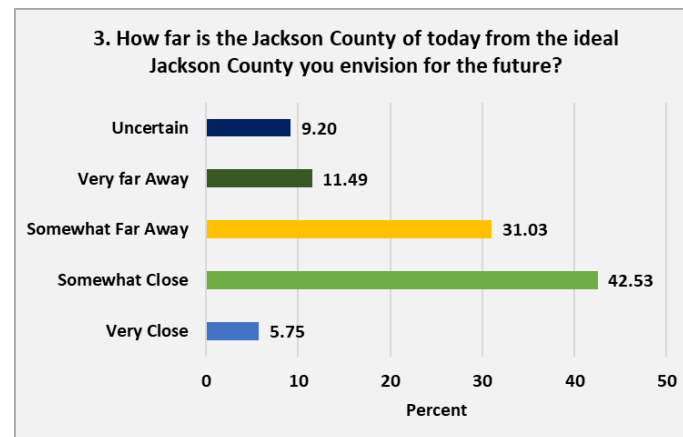 3. How far is the Jackson County of today from the ideal
Jackson County you envision for the future?
Uncertain
9.20
Very far Away
11.49
Somewhat Far Away
31.03
Somewhat Close
42.53
Very Close
5.75
0 10 20 30 40 50
Percent